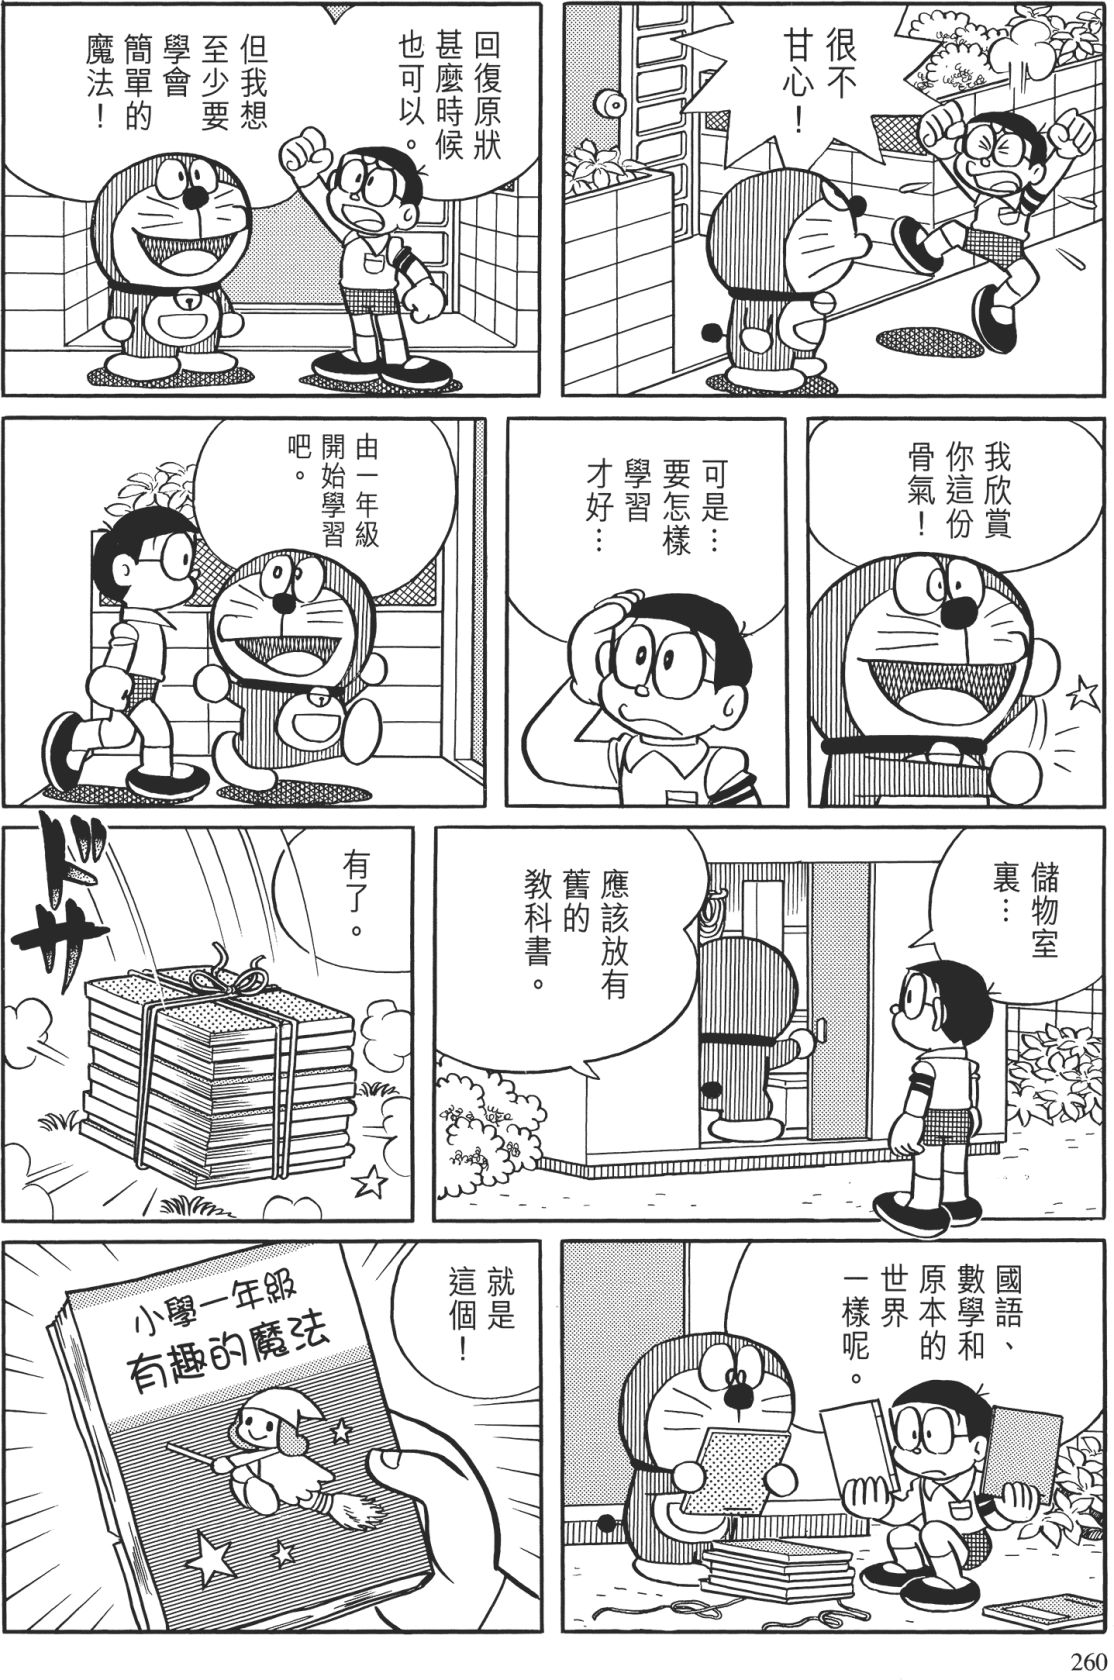 很不
甘心！
回復原狀
甚麼時候
也可以。
但我想
至少要
學會
簡單的
魔法！
我欣賞
你這份
骨氣！
可是…
要怎樣
學習
才好…
由一年級
開始學習
吧。
儲物室
裏…
應該放有
舊的
教科書。
有了。
ドサ
國語、
數學和
原本的
世界
一樣呢。
就是
這個！
小學一年級
有趣的魔法
260